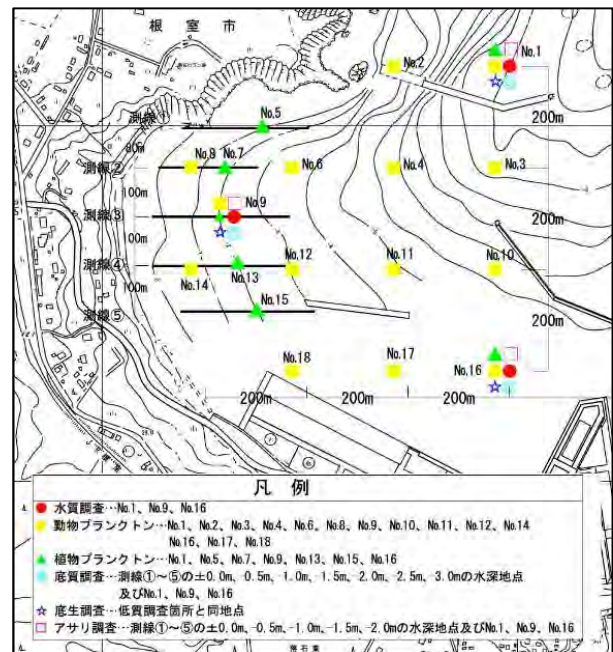 根室市
No.2
No.1
測線①
No.5
200m
80m
測線②
No.8
No.7
No.6
No.4
No.3
100m
測線③
No.9
200m
100m
測線④
No.14
No.13
No.12
No.11
No.10
100m
測線⑤
No.15
200m
No.18
No.17
No.16
200m
200m
200m
凡 例
水質調査…No.1、No.9、No.16
動物プランクトン…No.1、No.2、No.3、No.4、No.6、No.8、No.9、No.10、No.11、No.12、No.14
No.16、No.17、No.18
植物プランクトン…No.1、No.5、No.7、No.9、No.13、No.15、No.16
底質調査…測線①～⑤の±0.0m、-0.5m、-1.0m、-1.5m、-2.0m、-2.5m、-3.0mの水深地点
及びNo.1、No.9、No.16
底生調査…低質調査箇所と同地点
アサリ調査…測線①～⑤の±0.0m、-0.5m、-1.0m、-1.5m、-2.0mの水深地点及びNo.1、No.9、No.16